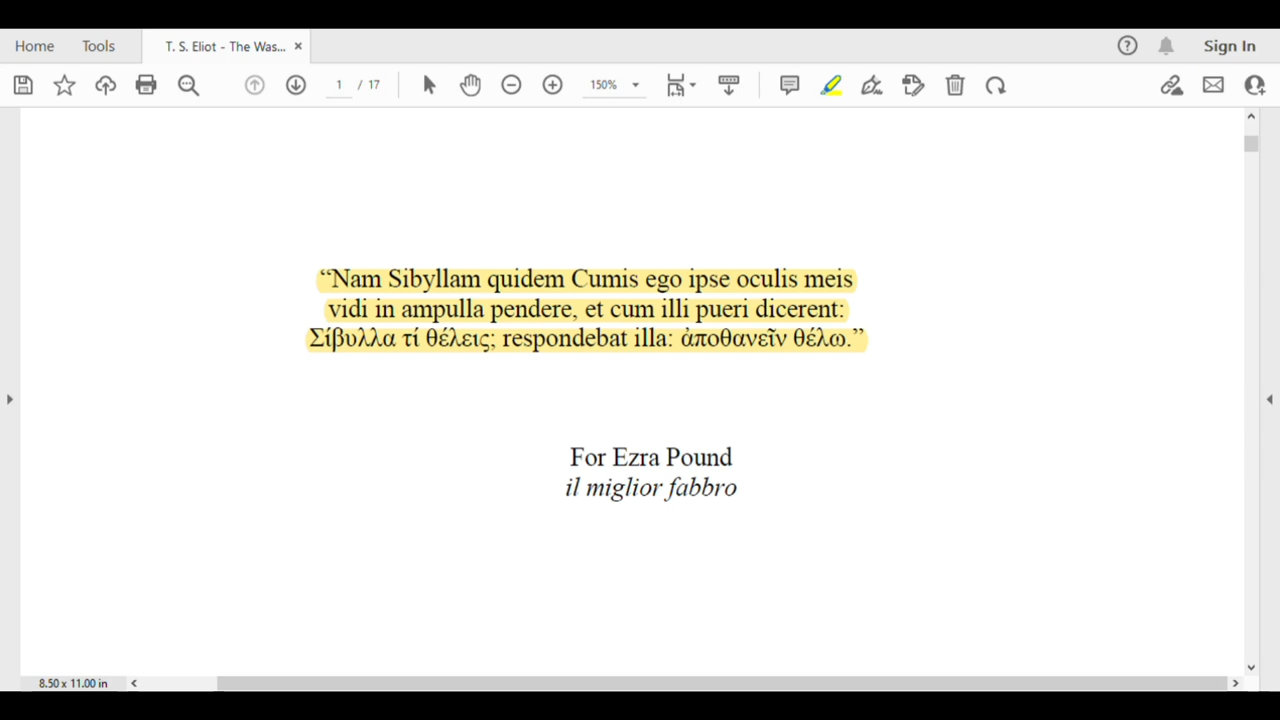 Home Tools T. S. Eliot - The Was... ×
Sign In
1 / 17 150%
“Nam Sibyllam quidem Cumis ego ipse oculis meis
vidi in ampulla pendere, et cum illi pueri dicerent:
Σίβυλλα τί θέλεις; respondebat illa: ἀποθανεῖν θέλω.”
For Ezra Pound
il miglior fabbro
8.50 x 11.00 in